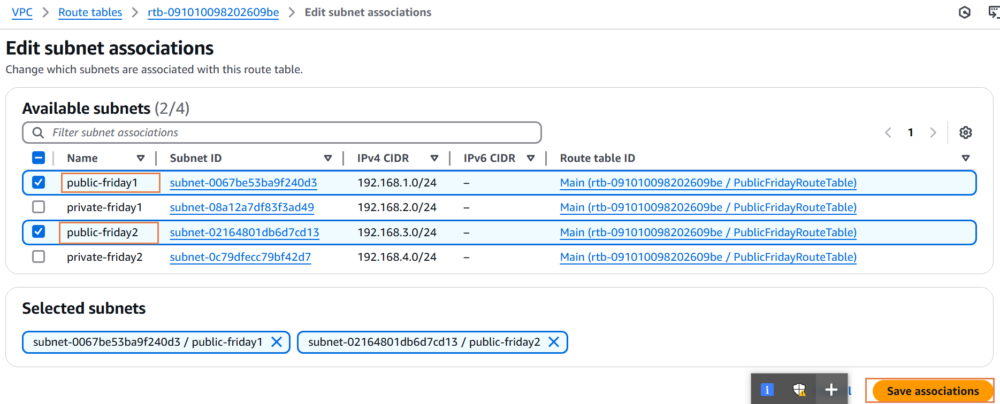 VPC > Route tables > rtb-091010098202609be > Edit subnet associations
Edit subnet associations
Change which subnets are associated with this route table.
Available subnets (2/4)
Filter subnet associations
1
Name Subnet ID IPv4 CIDR IPv6 CIDR Route table ID
public-friday1 subnet-0067be53ba9f240d3 192.168.1.0/24 – Main (rtb-091010098202609be / PublicFridayRouteTable)
private-friday1 subnet-08a12a7df83f3ad49 192.168.2.0/24 – Main (rtb-091010098202609be / PublicFridayRouteTable)
public-friday2 subnet-02164801db6d7cd13 192.168.3.0/24 – Main (rtb-091010098202609be / PublicFridayRouteTable)
private-friday2 subnet-0c79dfecc79bf42d7 192.168.4.0/24 – Main (rtb-091010098202609be / PublicFridayRouteTable)
Selected subnets
subnet-0067be53ba9f240d3 / public-friday1 subnet-02164801db6d7cd13 / public-friday2
Save associations